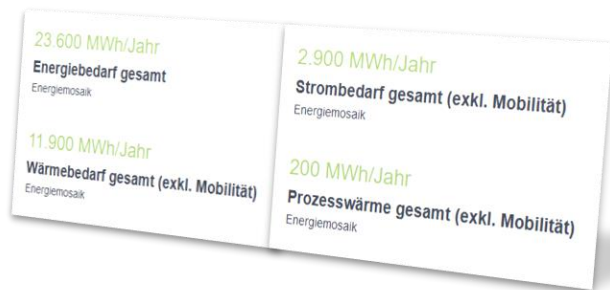 23.600 MWh/Jahr
Energiebedarf gesamt
Energiemosaik
11.900 MWh/Jahr
Wärmebedarf gesamt (exkl. Mobilität)
Energiemosaik
2.900 MWh/Jahr
Strombedarf gesamt (exkl. Mobilität)
Energiemosaik
200 MWh/Jahr
Prozesswärme gesamt (exkl. Mobilität)
Energiemosaik